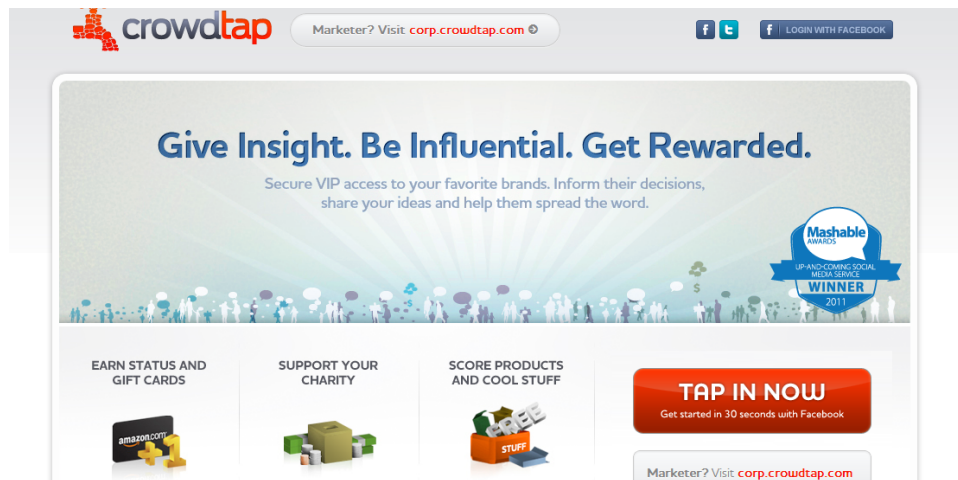 crowdtap
Marketer? Visit corp.crowdtap.com
LOGIN WITH FACEBOOK
Give Insight. Be Influential. Get Rewarded.
Secure VIP access to your favorite brands. Inform their decisions,
share your ideas and help them spread the word.
Mashable
AWARDS
UP-AND-COMING SOCIAL
MEDIA SERVICE
WINNER
2011
EARN STATUS AND
GIFT CARDS
amazon.com
+1
SUPPORT YOUR
CHARITY
SCORE PRODUCTS
AND COOL STUFF
FREE
STUFF
TAP IN NOW
Get started in 30 seconds with Facebook
Marketer? Visit corp.crowdtap.com